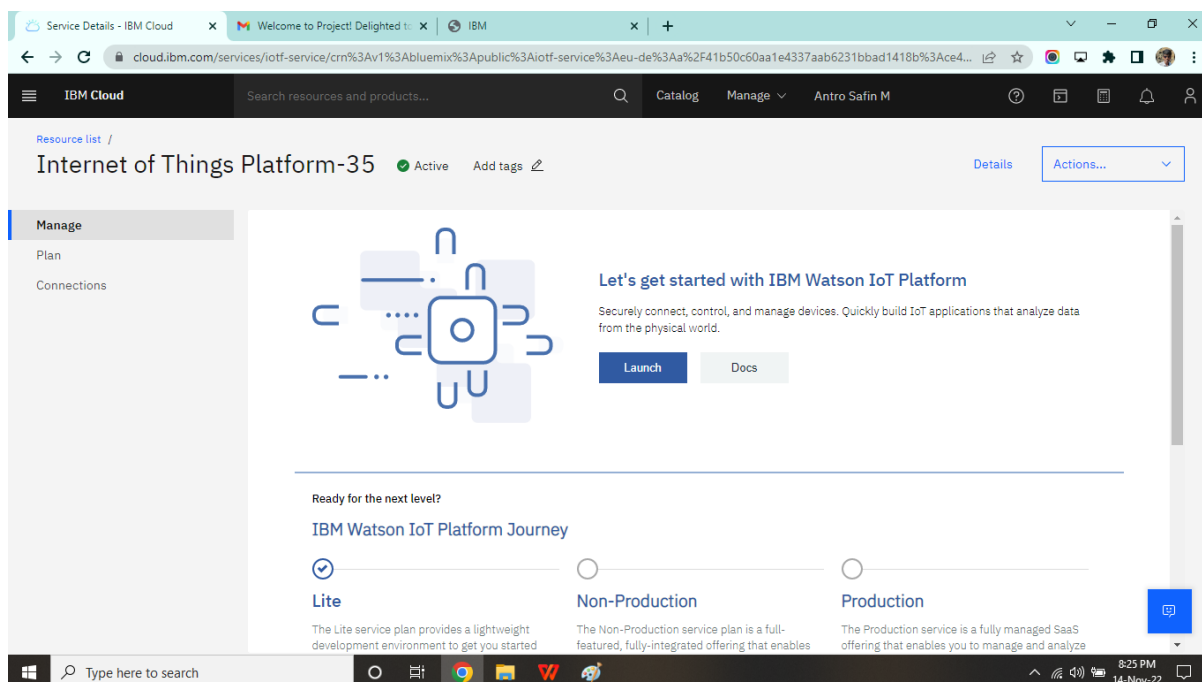 Service Details - IBM Cloud
Welcome to Project! Delighted to
IBM
cloud.ibm.com/services/iotf-service/crn%3Av1%3Abluemix%3Apublic%3Aiotf-service%3Aeu-de%3Aa%2F41b50c60aa1e4337aab6231bbad1418b%3Ace4...
IBM Cloud
Search resources and products...
Catalog
Manage
Antro Safin M
Resource list /
Internet of Things Platform-35
Active
Add tags
Details
Actions...
Manage
Plan
Connections
Let's get started with IBM Watson IoT Platform
Securely connect, control, and manage devices. Quickly build IoT applications that analyze data
from the physical world.
Launch
Docs
Ready for the next level?
IBM Watson IoT Platform Journey
Lite
The Lite service plan provides a lightweight
development environment to get you started
Non-Production
The Non-Production service plan is a full-
featured, fully-integrated offering that enables
Production
The Production service is a fully managed SaaS
offering that enables you to manage and analyze
Type here to search
8:25 PM
14-Nov-22